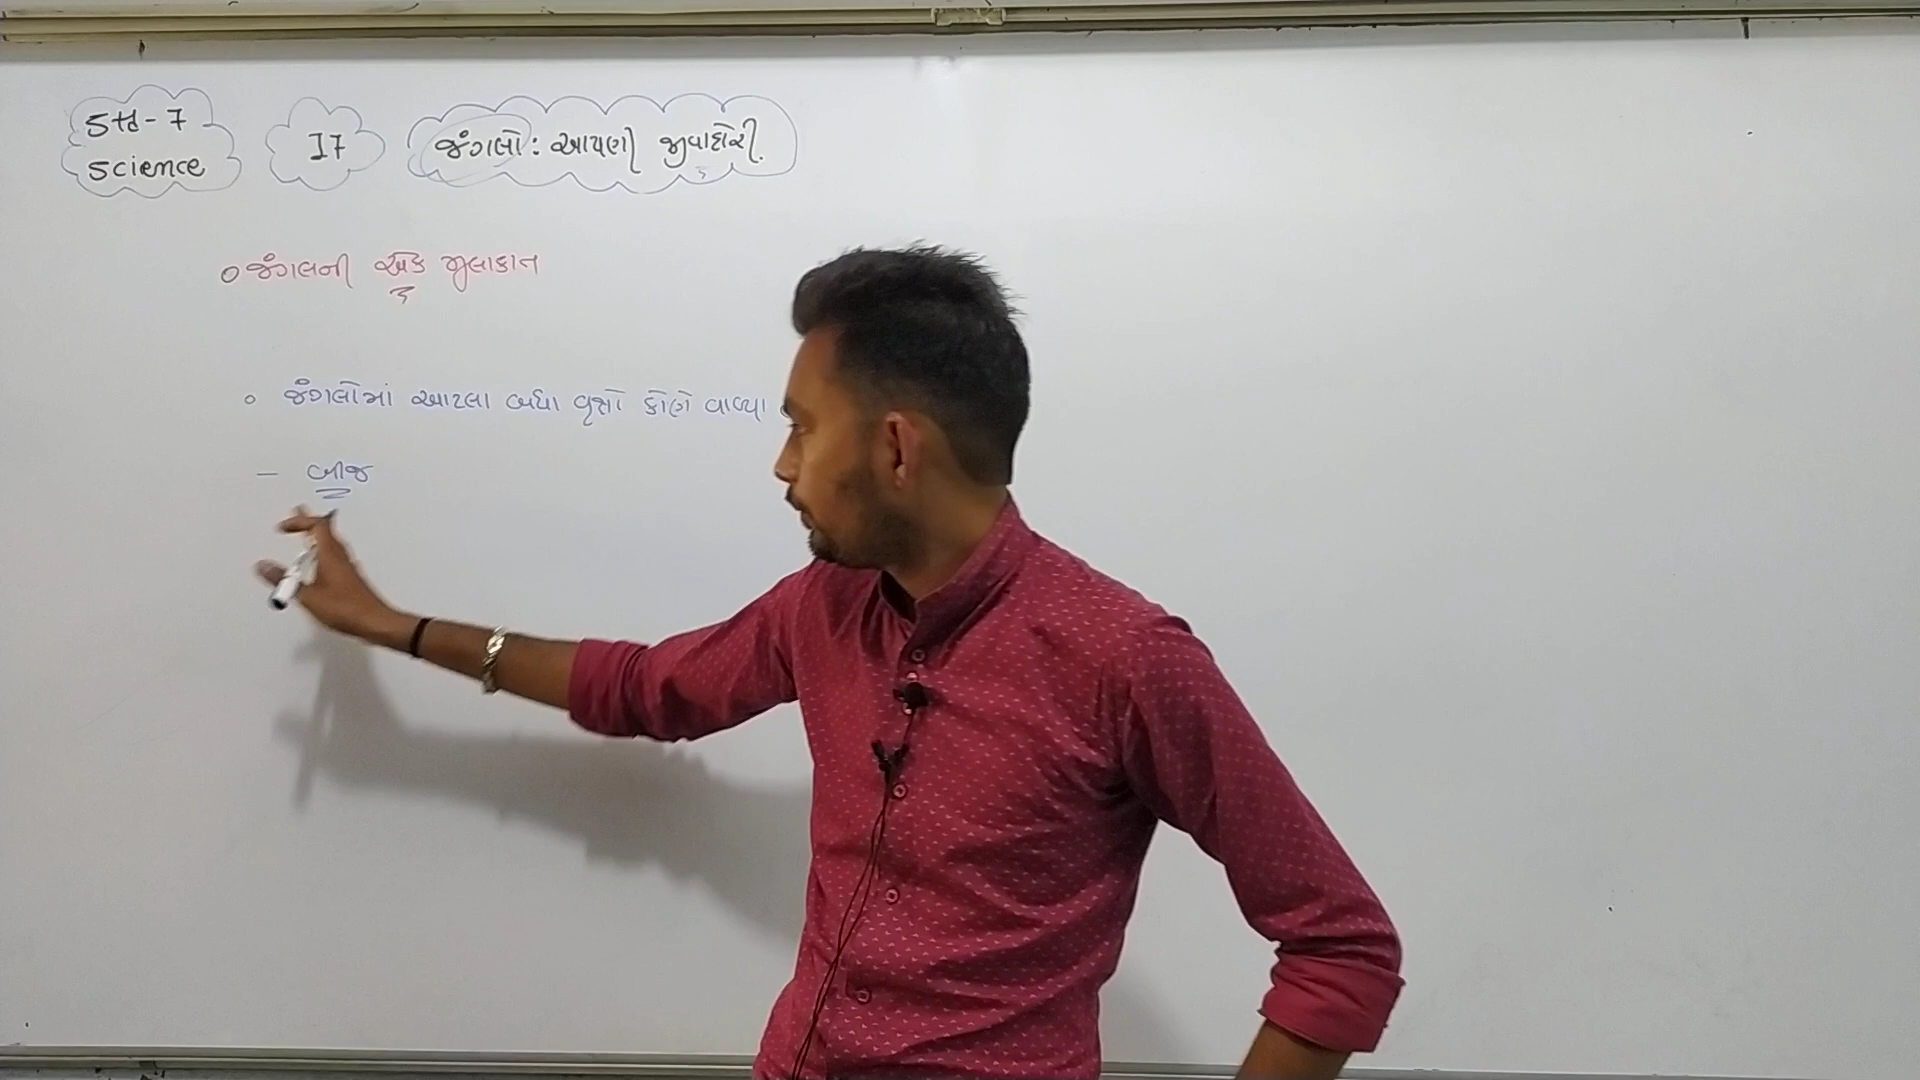 Std-7
Science
17
જંગલો: આપણી જીવાદોરી.
જંગલની એક મુલાકાત
જંગલોમાં આટલા બધા વૃક્ષો કોણે વાવ્યા
- બીજ